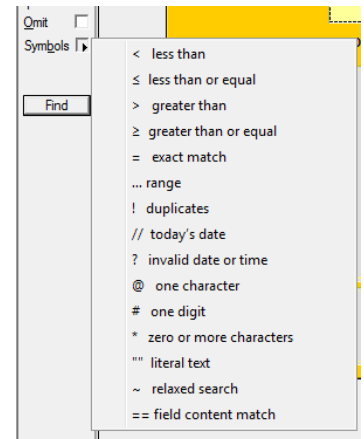 Omit
Symbols
Find
< less than
≤ less than or equal
> greater than
≥ greater than or equal
= exact match
... range
! duplicates
// today's date
? invalid date or time
@ one character
# one digit
* zero or more characters
"" literal text
~ relaxed search
== field content match